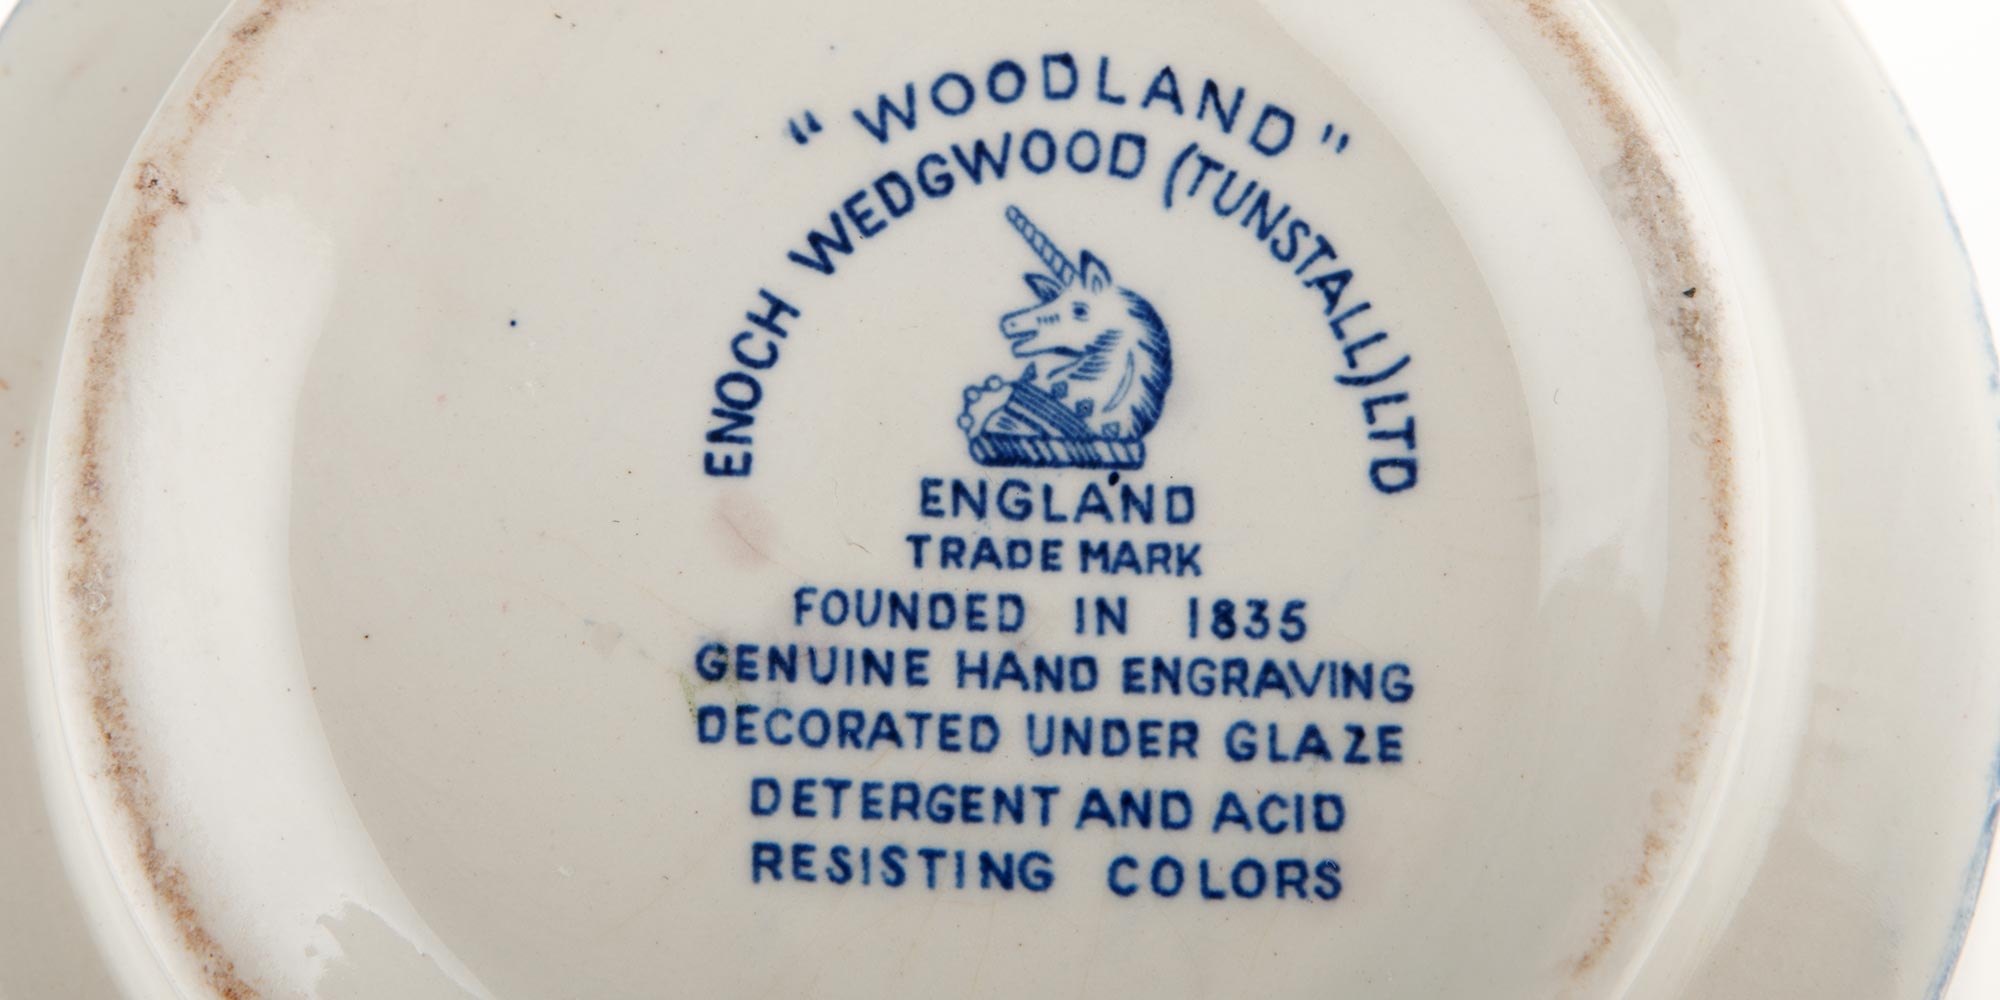 "WOODLAND"
ENOCH WEDGWOOD (TUNSTALL) LTD
ENGLAND
TRADE MARK
FOUNDED IN 1835
GENUINE HAND ENGRAVING
DECORATED UNDER GLAZE
DETERGENT AND ACID
RESISTING COLORS